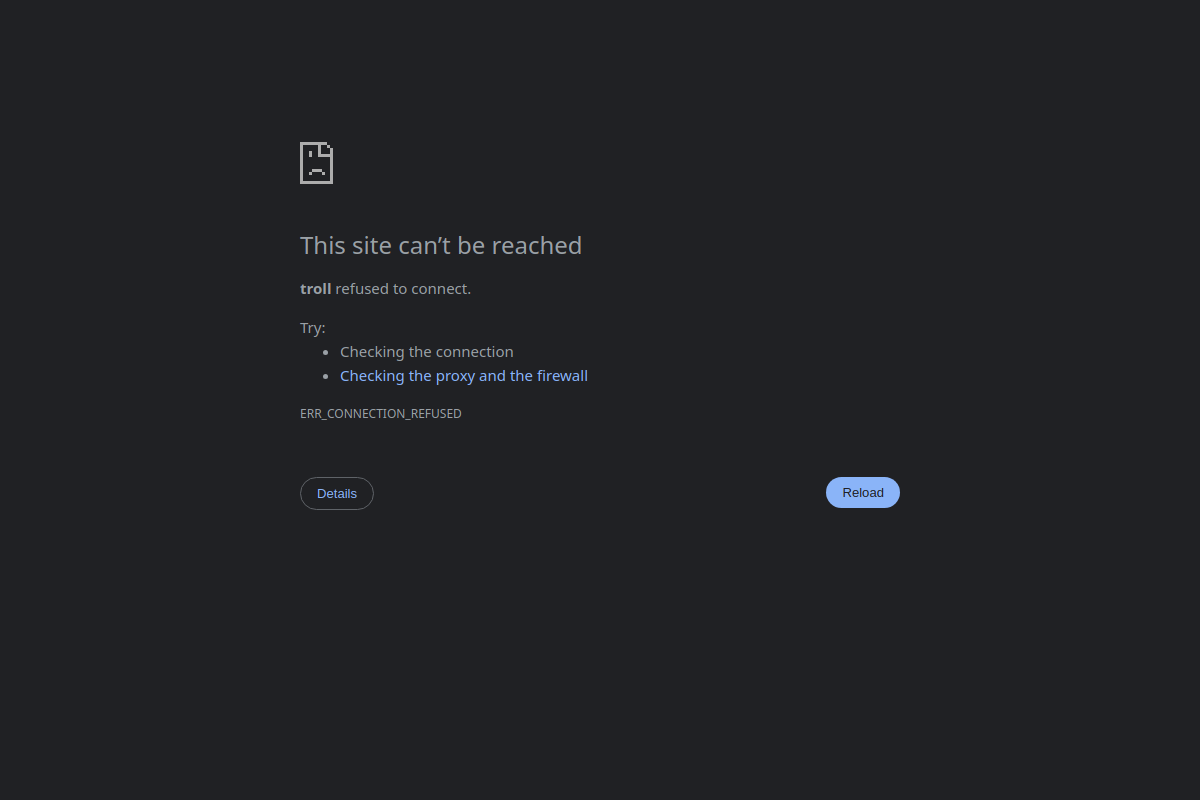 This site can’t be reached
troll refused to connect.
Try:
Checking the connection
Checking the proxy and the firewall
ERR_CONNECTION_REFUSED
Details
Reload